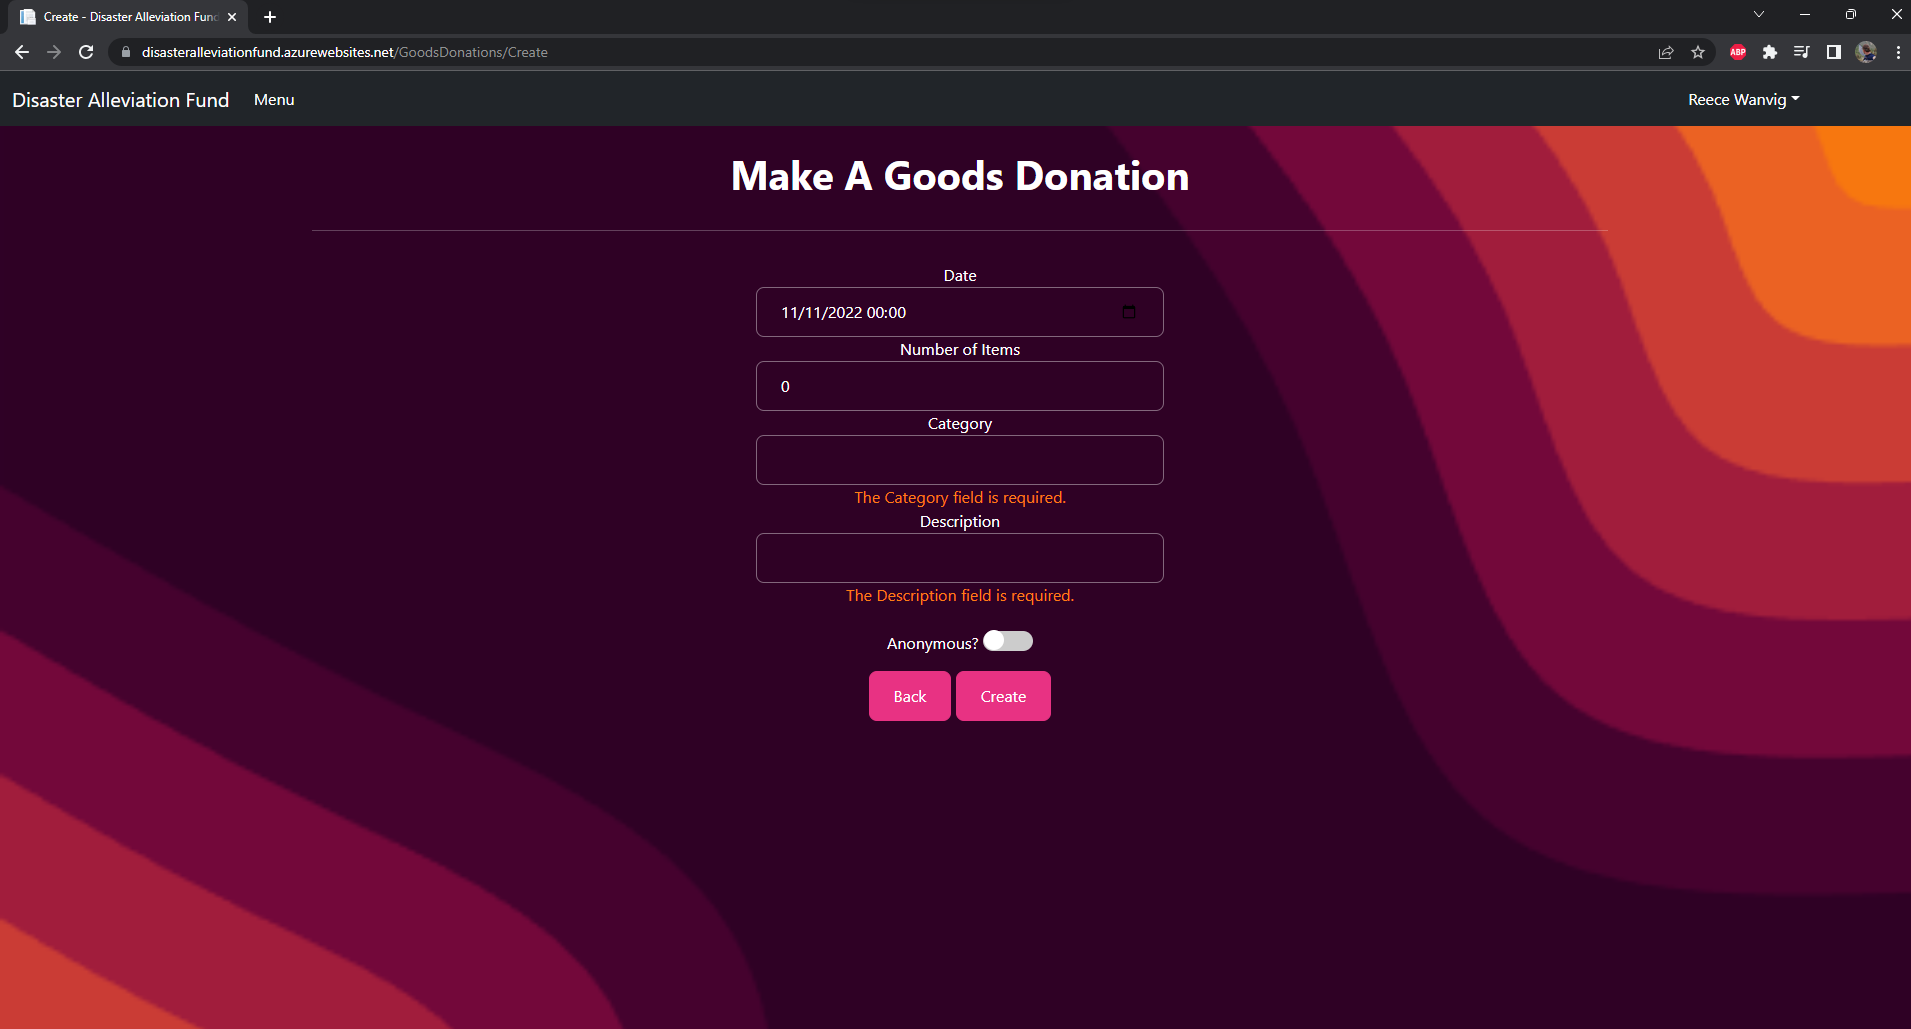 Create - Disaster Alleviation Fund
disasteralleviationfund.azurewebsites.net/GoodsDonations/Create
ABP
Disaster Alleviation Fund Menu Reece Wanvig
Make A Goods Donation
Date
11/11/2022 00:00
Number of Items
0
Category
The Category field is required.
Description
The Description field is required.
Anonymous?
Back Create